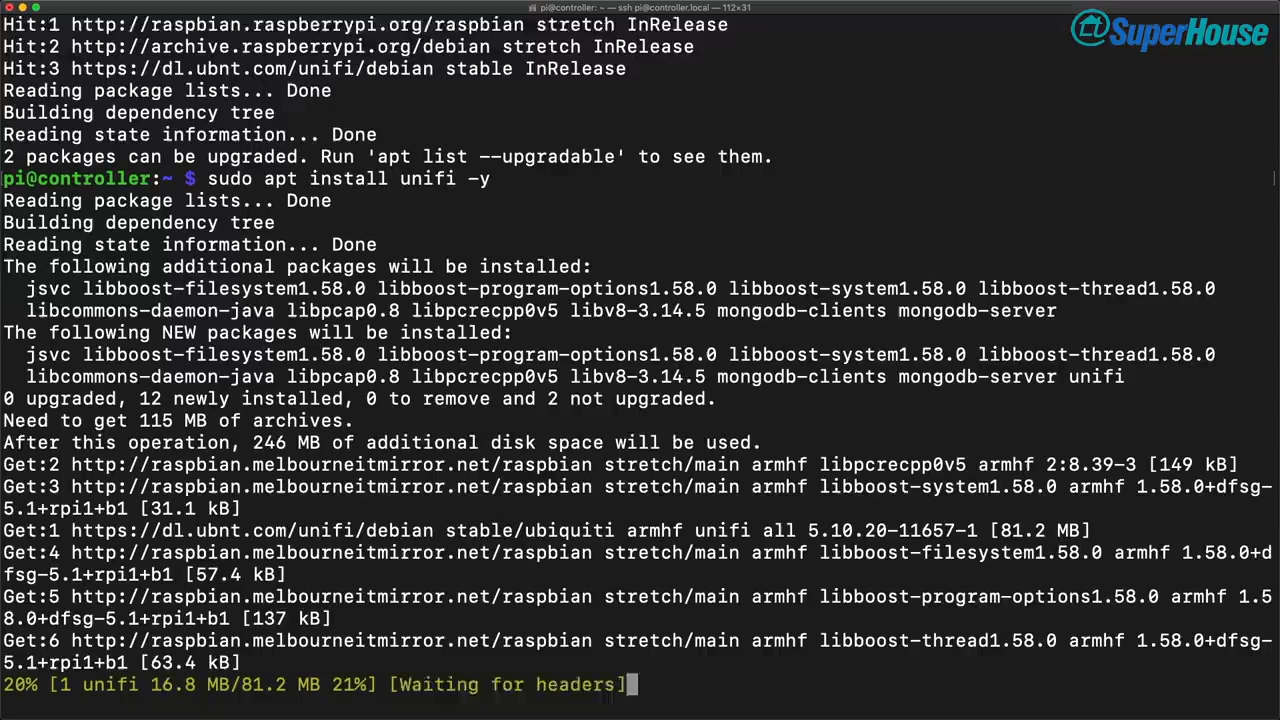 pi@controller: ~ — ssh pi@controller.local — 112×31
SuperHouse
Hit:1 http://raspbian.raspberrypi.org/raspbian stretch InRelease
Hit:2 http://archive.raspberrypi.org/debian stretch InRelease
Hit:3 https://dl.ubnt.com/unifi/debian stable InRelease
Reading package lists... Done
Building dependency tree
Reading state information... Done
2 packages can be upgraded. Run 'apt list --upgradable' to see them.
pi@controller:~ $ sudo apt install unifi -y
Reading package lists... Done
Building dependency tree
Reading state information... Done
The following additional packages will be installed:
jsvc libboost-filesystem1.58.0 libboost-program-options1.58.0 libboost-system1.58.0 libboost-thread1.58.0
libcommons-daemon-java libpcap0.8 libpcrecpp0v5 libv8-3.14.5 mongodb-clients mongodb-server
The following NEW packages will be installed:
jsvc libboost-filesystem1.58.0 libboost-program-options1.58.0 libboost-system1.58.0 libboost-thread1.58.0
libcommons-daemon-java libpcap0.8 libpcrecpp0v5 libv8-3.14.5 mongodb-clients mongodb-server unifi
0 upgraded, 12 newly installed, 0 to remove and 2 not upgraded.
Need to get 115 MB of archives.
After this operation, 246 MB of additional disk space will be used.
Get:2 http://raspbian.melbourneitmirror.net/raspbian stretch/main armhf libpcrecpp0v5 armhf 2:8.39-3 [149 kB]
Get:3 http://raspbian.melbourneitmirror.net/raspbian stretch/main armhf libboost-system1.58.0 armhf 1.58.0+dfsg-
5.1+rpi1+b1 [31.1 kB]
Get:1 https://dl.ubnt.com/unifi/debian stable/ubiquiti armhf unifi all 5.10.20-11657-1 [81.2 MB]
Get:4 http://raspbian.melbourneitmirror.net/raspbian stretch/main armhf libboost-filesystem1.58.0 armhf 1.58.0+d
fsg-5.1+rpi1+b1 [57.4 kB]
Get:5 http://raspbian.melbourneitmirror.net/raspbian stretch/main armhf libboost-program-options1.58.0 armhf 1.5
8.0+dfsg-5.1+rpi1+b1 [137 kB]
Get:6 http://raspbian.melbourneitmirror.net/raspbian stretch/main armhf libboost-thread1.58.0 armhf 1.58.0+dfsg-
5.1+rpi1+b1 [63.4 kB]
20% [1 unifi 16.8 MB/81.2 MB 21%] [Waiting for headers]